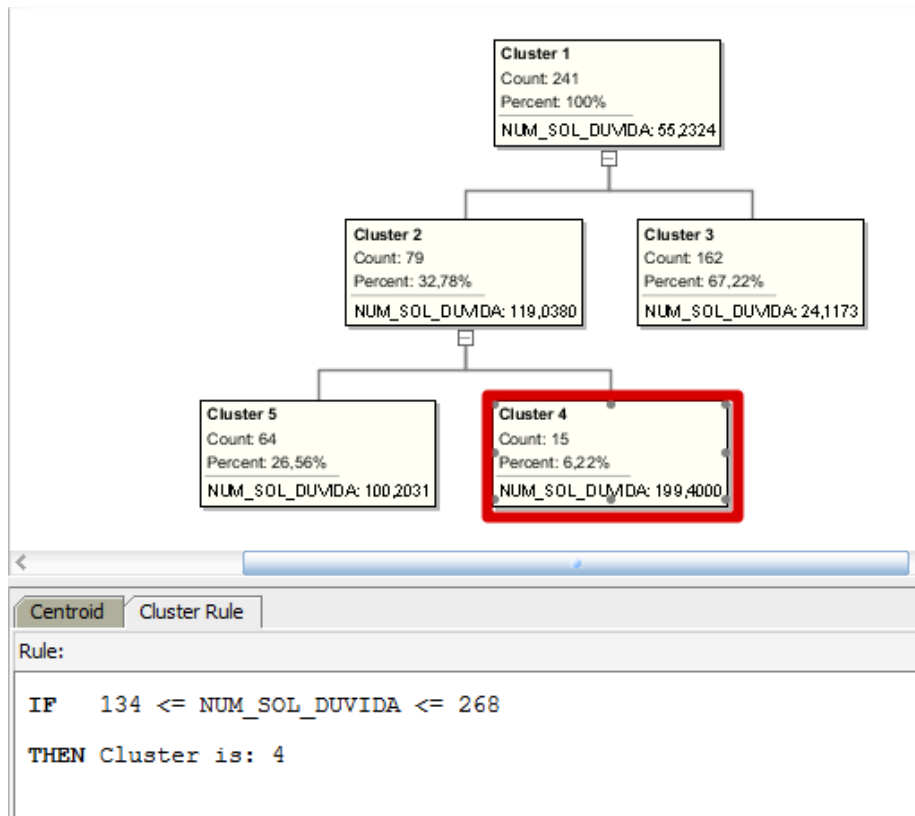 Cluster 1
Count: 241
Percent: 100%
NUM_SOL_DUVIDA: 55,2324
Cluster 2
Count: 79
Percent: 32,78%
NUM_SOL_DUVIDA: 119,0380
Cluster 3
Count: 162
Percent: 67,22%
NUM_SOL_DUVIDA: 24,1173
Cluster 5
Count: 64
Percent: 26,56%
NUM_SOL_DUVIDA: 100,2031
Cluster 4
Count: 15
Percent: 6,22%
NUM_SOL_DUVIDA: 199,4000
Centroid
Cluster Rule
Rule:
IF 134 <= NUM_SOL_DUVIDA <= 268
THEN Cluster is: 4